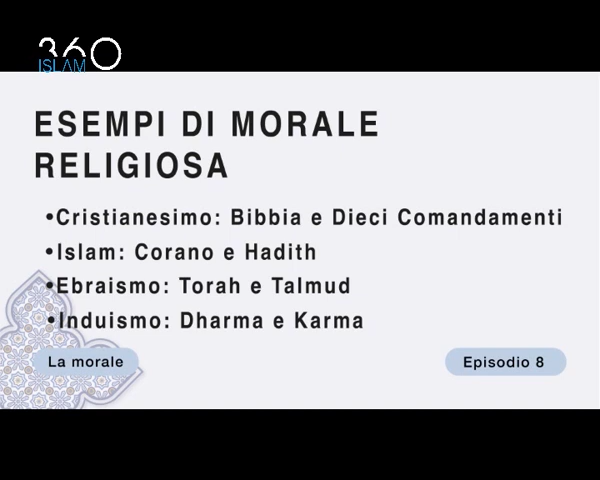 360
ISLAM
ESEMPI DI MORALE
RELIGIOSA
•Cristianesimo: Bibbia e Dieci Comandamenti
•Islam: Corano e Hadith
•Ebraismo: Torah e Talmud
•Induismo: Dharma e Karma
La morale
Episodio 8